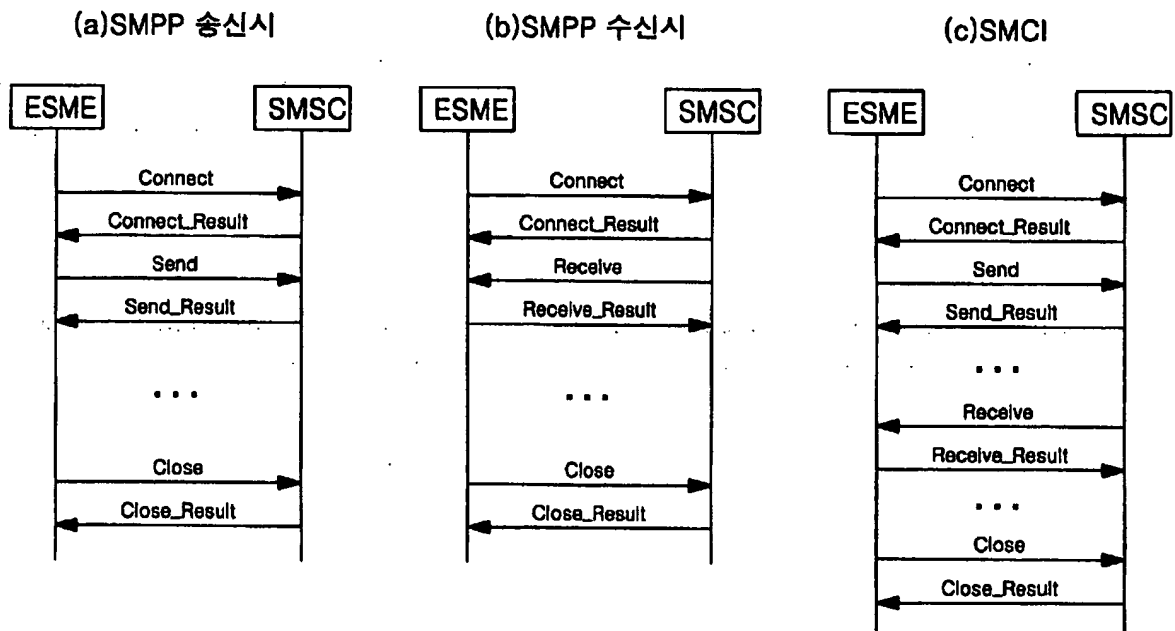 (a)SMPP 송신시
ESME
SMSC
Connect
Connect_Result
Send
Send_Result
...
Close
Close_Result
(b)SMPP 수신시
ESME
SMSC
Connect
Connect_Result
Receive
Receive_Result
...
Close
Close_Result
(c)SMCI
ESME
SMSC
Connect
Connect_Result
Send
Send_Result
...
Receive
Receive_Result
...
Close
Close_Result